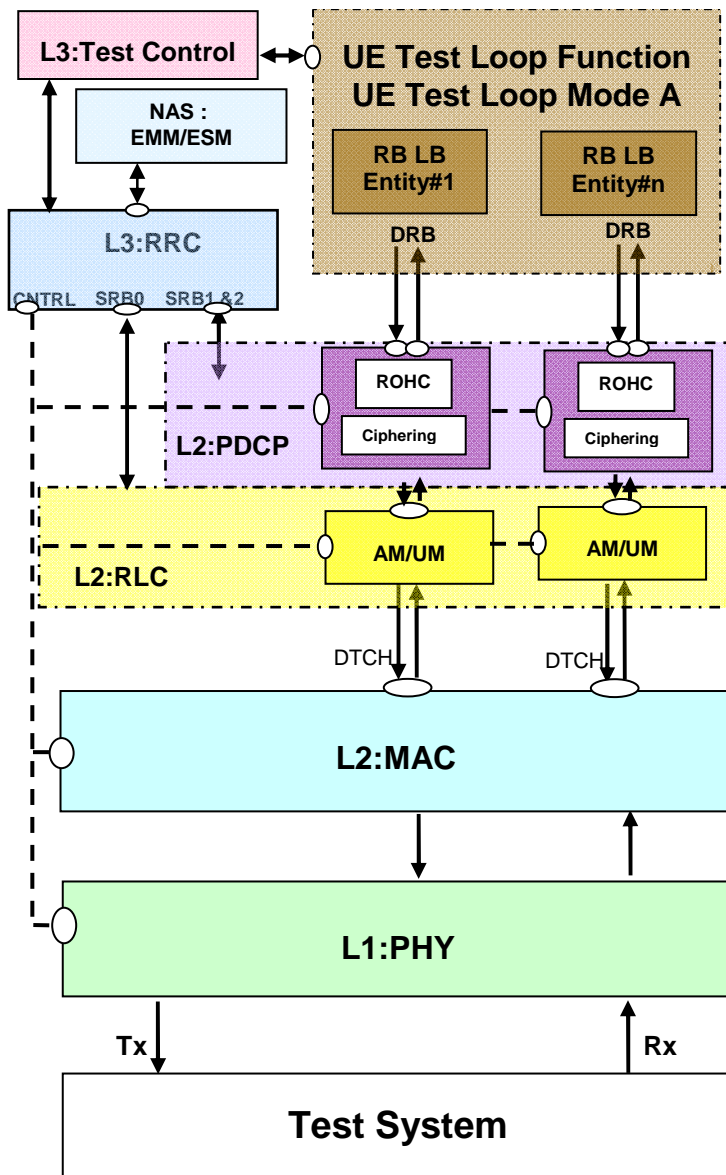 L3:Test Control
UE Test Loop Function
UE Test Loop Mode A
NAS :
EMM/ESM
RB LB
Entity#1
RB LB
Entity#n
DRB
DRB
L3:RRC
CNTRL
SRB0
SRB1 &2
ROHC
Ciphering
ROHC
Ciphering
L2:PDCP
AM/UM
AM/UM
L2:RLC
DTCH
DTCH
L2:MAC
L1:PHY
Tx
Rx
Test System